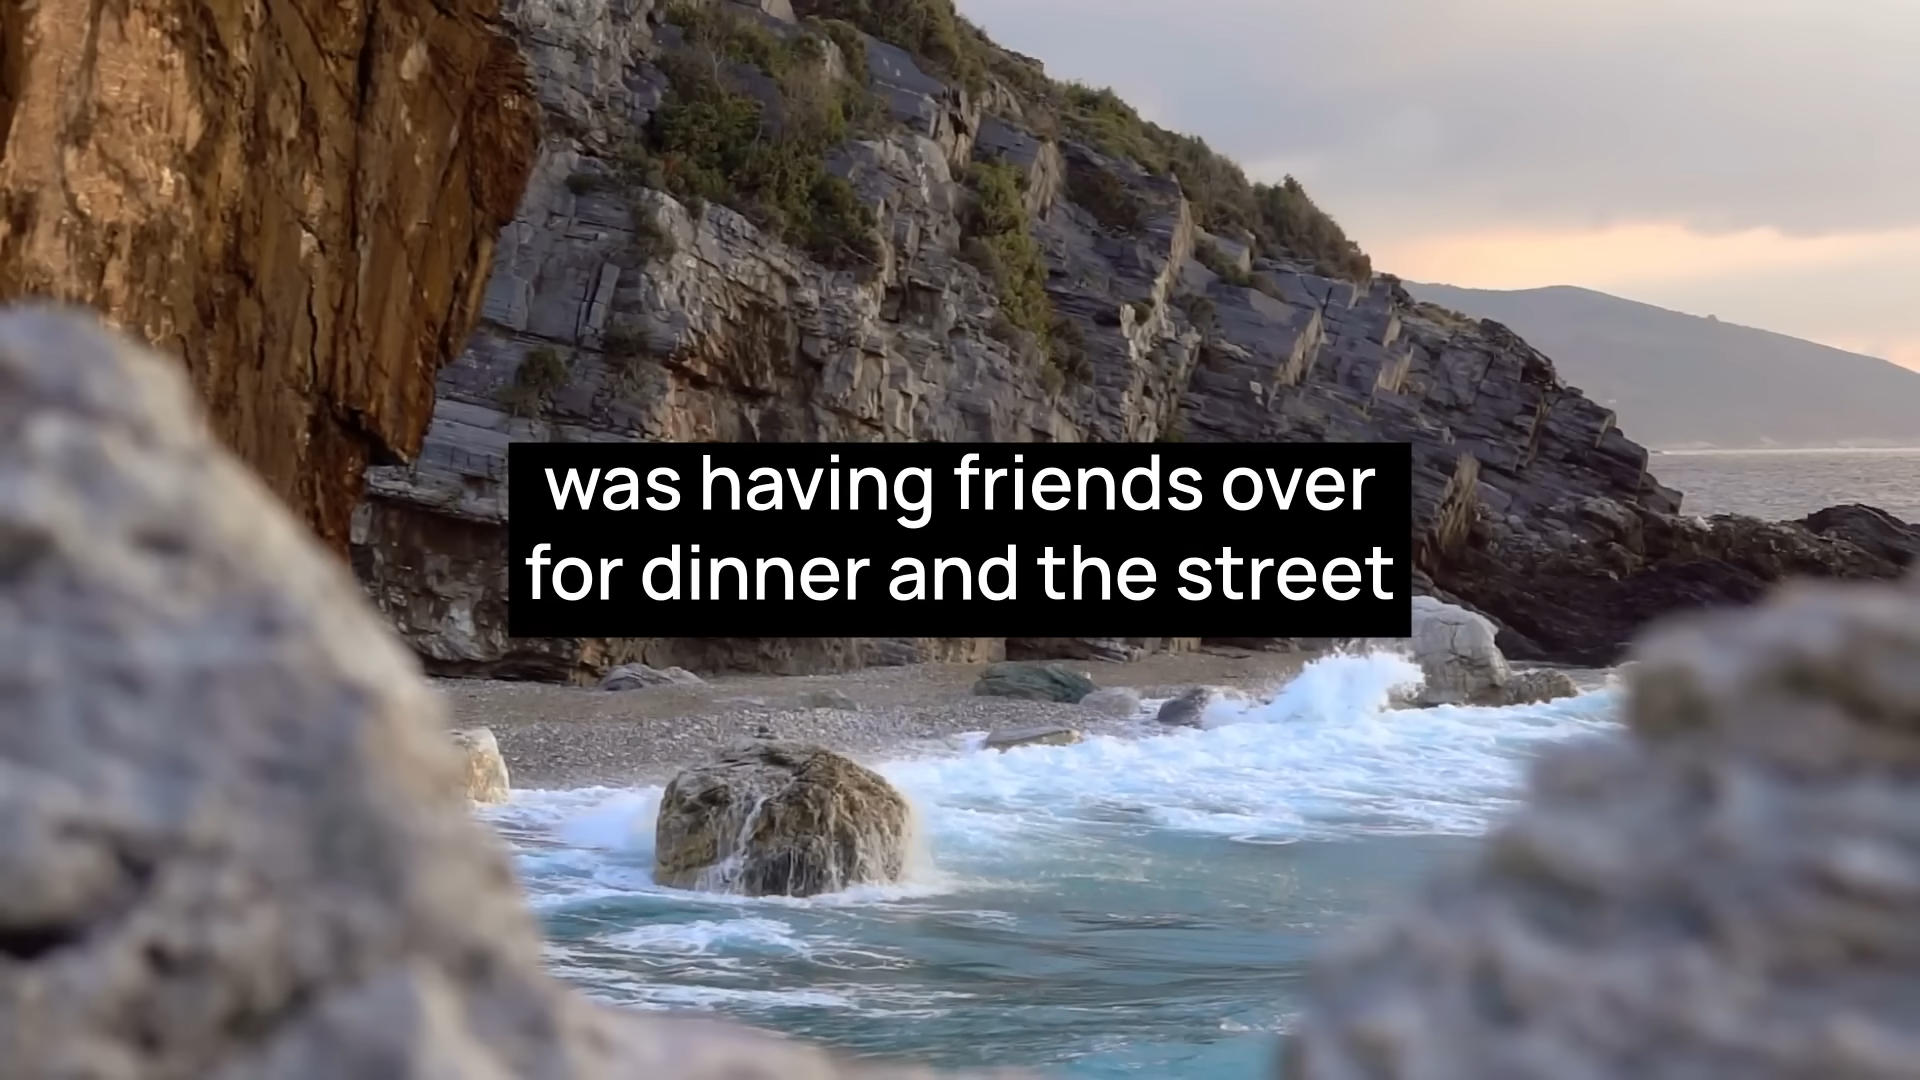 was having friends over
for dinner and the street